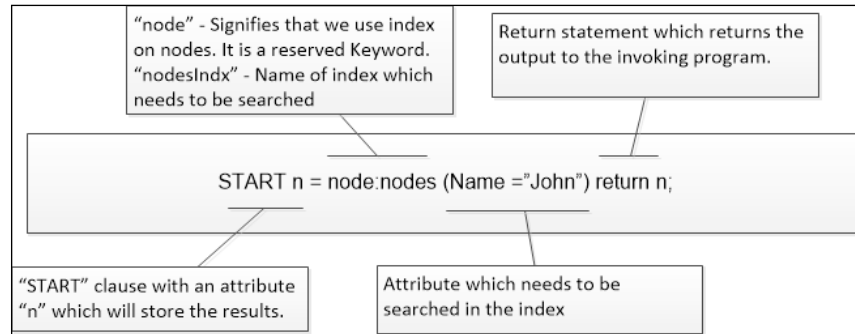 “node” - Signifies that we use index
on nodes. It is a reserved Keyword.
“nodesIndx” - Name of index which
needs to be searched
Return statement which returns the
output to the invoking program.
START n = node:nodes (Name =”John”) return n;
“START” clause with an attribute
“n” which will store the results.
Attribute which needs to be
searched in the index